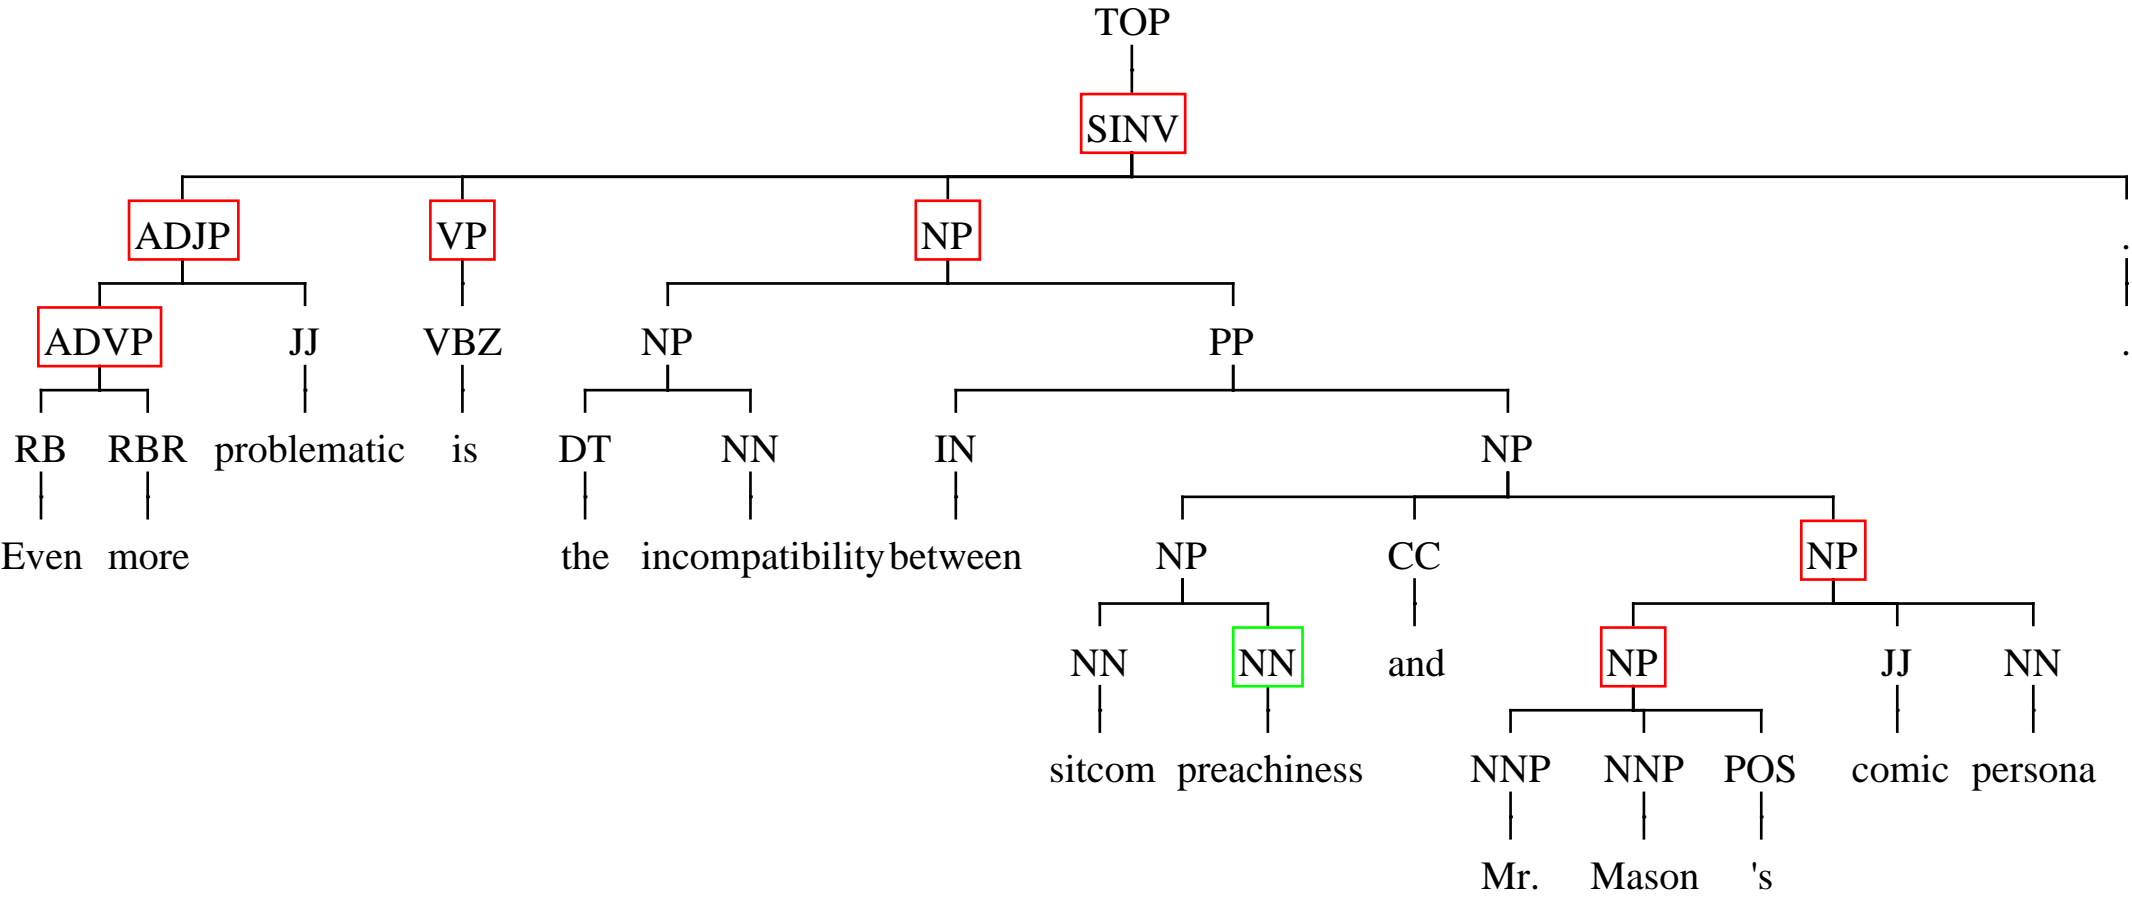 TOP
SINV
ADJP VP NP .
ADVP JJ VBZ NP PP .
RB RBR problematic is DT NN IN NP
Even more the incompatibility between NP CC NP
NN NN and NP JJ NN
sitcom preachiness NNP NNP POS comic persona
Mr. Mason 's